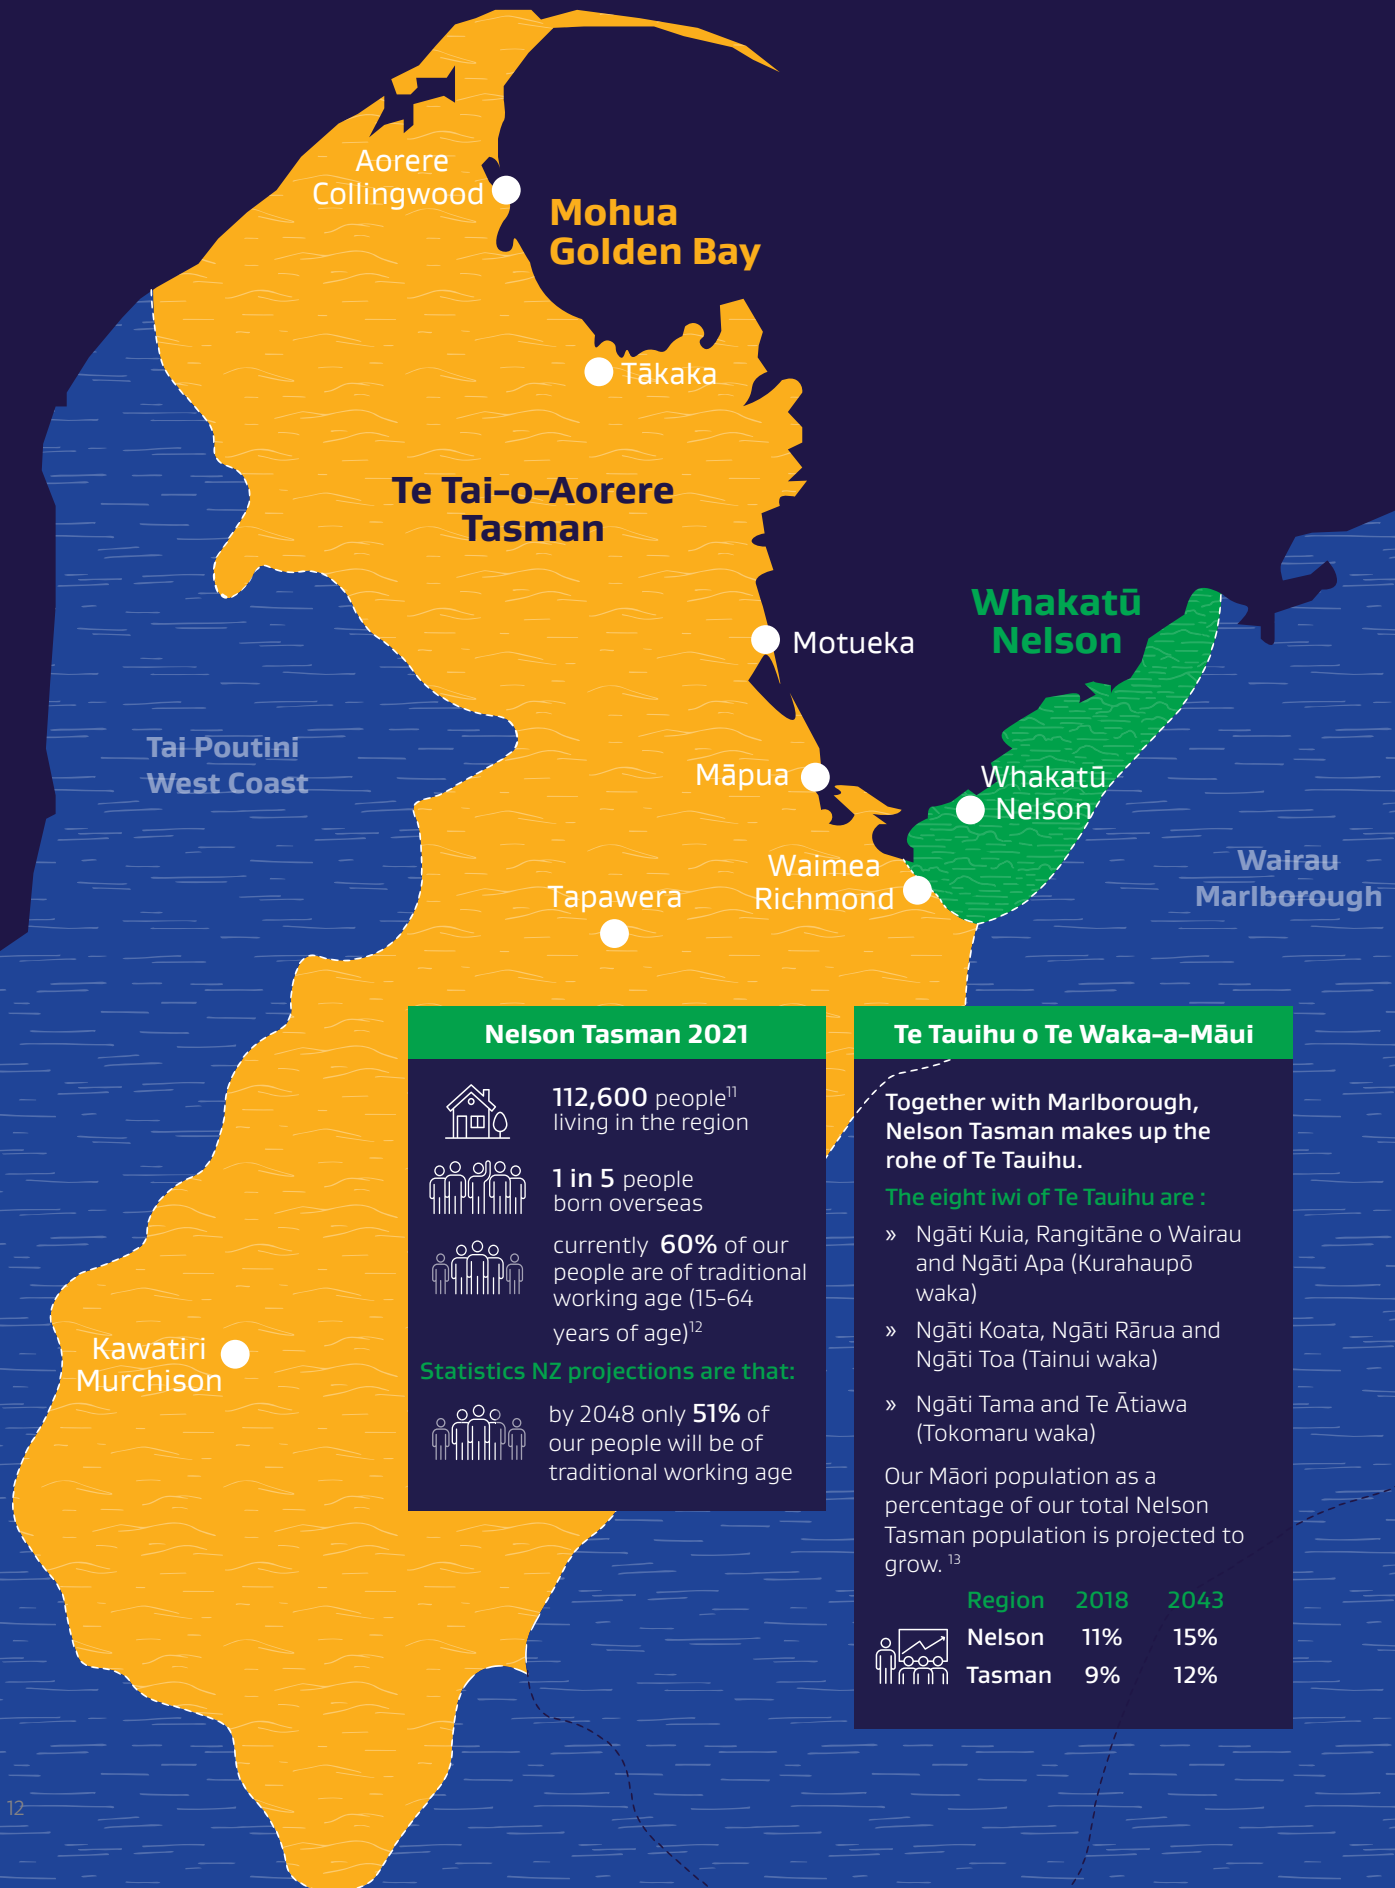 Aorere
Collingwood
Mohua
Golden Bay
Tākaka
Te Tai-o-Aorere
Tasman
Whakatū
Nelson
Motueka
Tai Poutini
West Coast
Māpua
Whakatū
Nelson
Wairau
Marlborough
Waimea
Richmond
Tapawera
Kawatiri
Murchison
Nelson Tasman 2021
112,600 people¹¹
living in the region
1 in 5 people
born overseas
currently 60% of our
people are of traditional
working age (15-64
years of age)¹²
Statistics NZ projections are that:
by 2048 only 51% of
our people will be of
traditional working age
Te Tauihu o Te Waka-a-Māui
Together with Marlborough,
Nelson Tasman makes up the
rohe of Te Tauihu.
The eight iwi of Te Tauihu are :
» Ngāti Kuia, Rangitāne o Wairau
and Ngāti Apa (Kurahaupō
waka)
» Ngāti Koata, Ngāti Rārua and
Ngāti Toa (Tainui waka)
» Ngāti Tama and Te Ātiawa
(Tokomaru waka)
Our Māori population as a
percentage of our total Nelson
Tasman population is projected to
grow. ¹³
Region 2018 2043
Nelson 11% 15%
Tasman 9% 12%
12